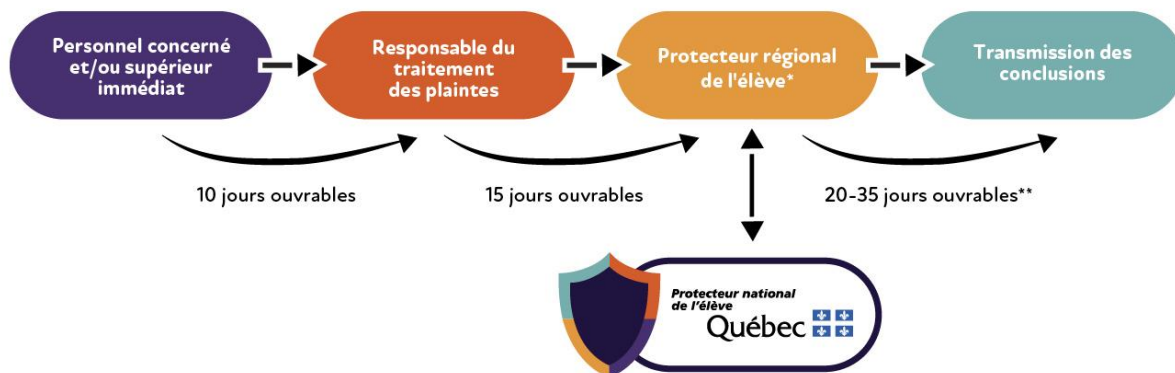 Personnel concerné
et/ou supérieur
immédiat
Responsable du
traitement
des plaintes
Protecteur régional
de l'élève*
Transmission des
conclusions
10 jours ouvrables
15 jours ouvrables
20-35 jours ouvrables**
Protecteur national
de l'élève
Québec